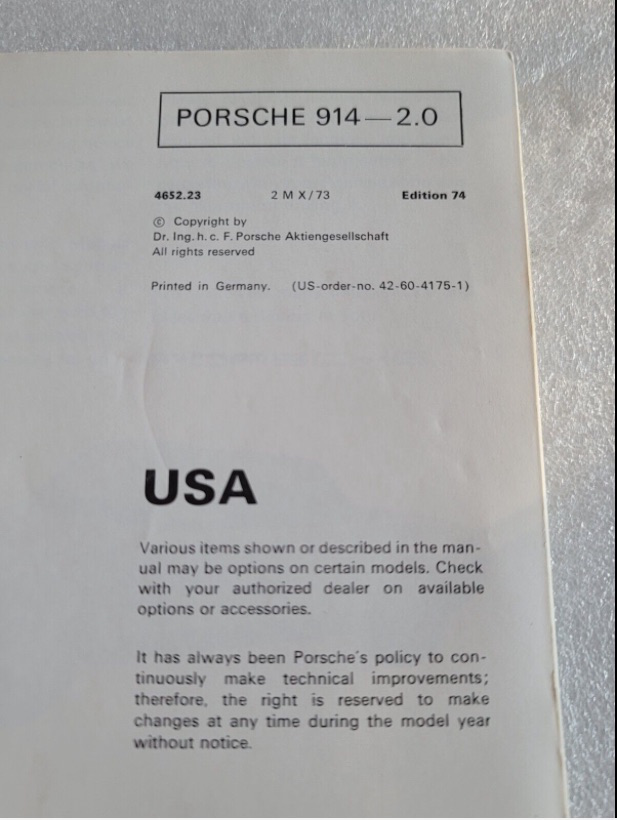 PORSCHE 914—2.0
4652.23 2 M X/73 Edition 74
© Copyright by
Dr. Ing. h. c. F. Porsche Aktiengesellschaft
All rights reserved
Printed in Germany. (US-order-no. 42-60-4175-1)
USA
Various items shown or described in the man-
ual may be options on certain models. Check
with your authorized dealer on available
options or accessories.
It has always been Porsche's policy to con-
tinuously make technical improvements;
therefore, the right is reserved to make
changes at any time during the model year
without notice.